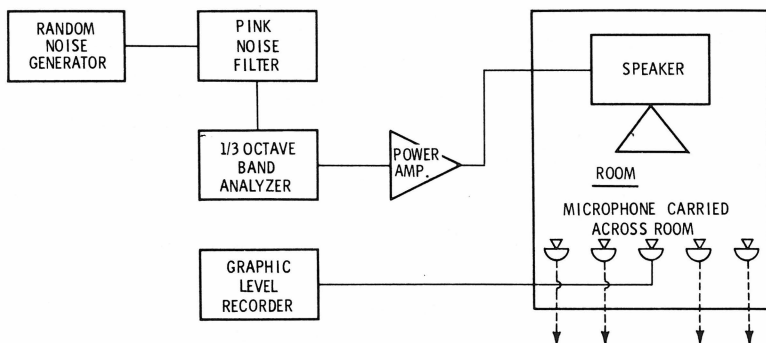 RANDOM
NOISE
GENERATOR
PINK
NOISE
FILTER
1/3 OCTAVE
BAND
ANALYZER
POWER
AMP.
SPEAKER
ROOM
MICROPHONE CARRIED
ACROSS ROOM
GRAPHIC
LEVEL
RECORDER